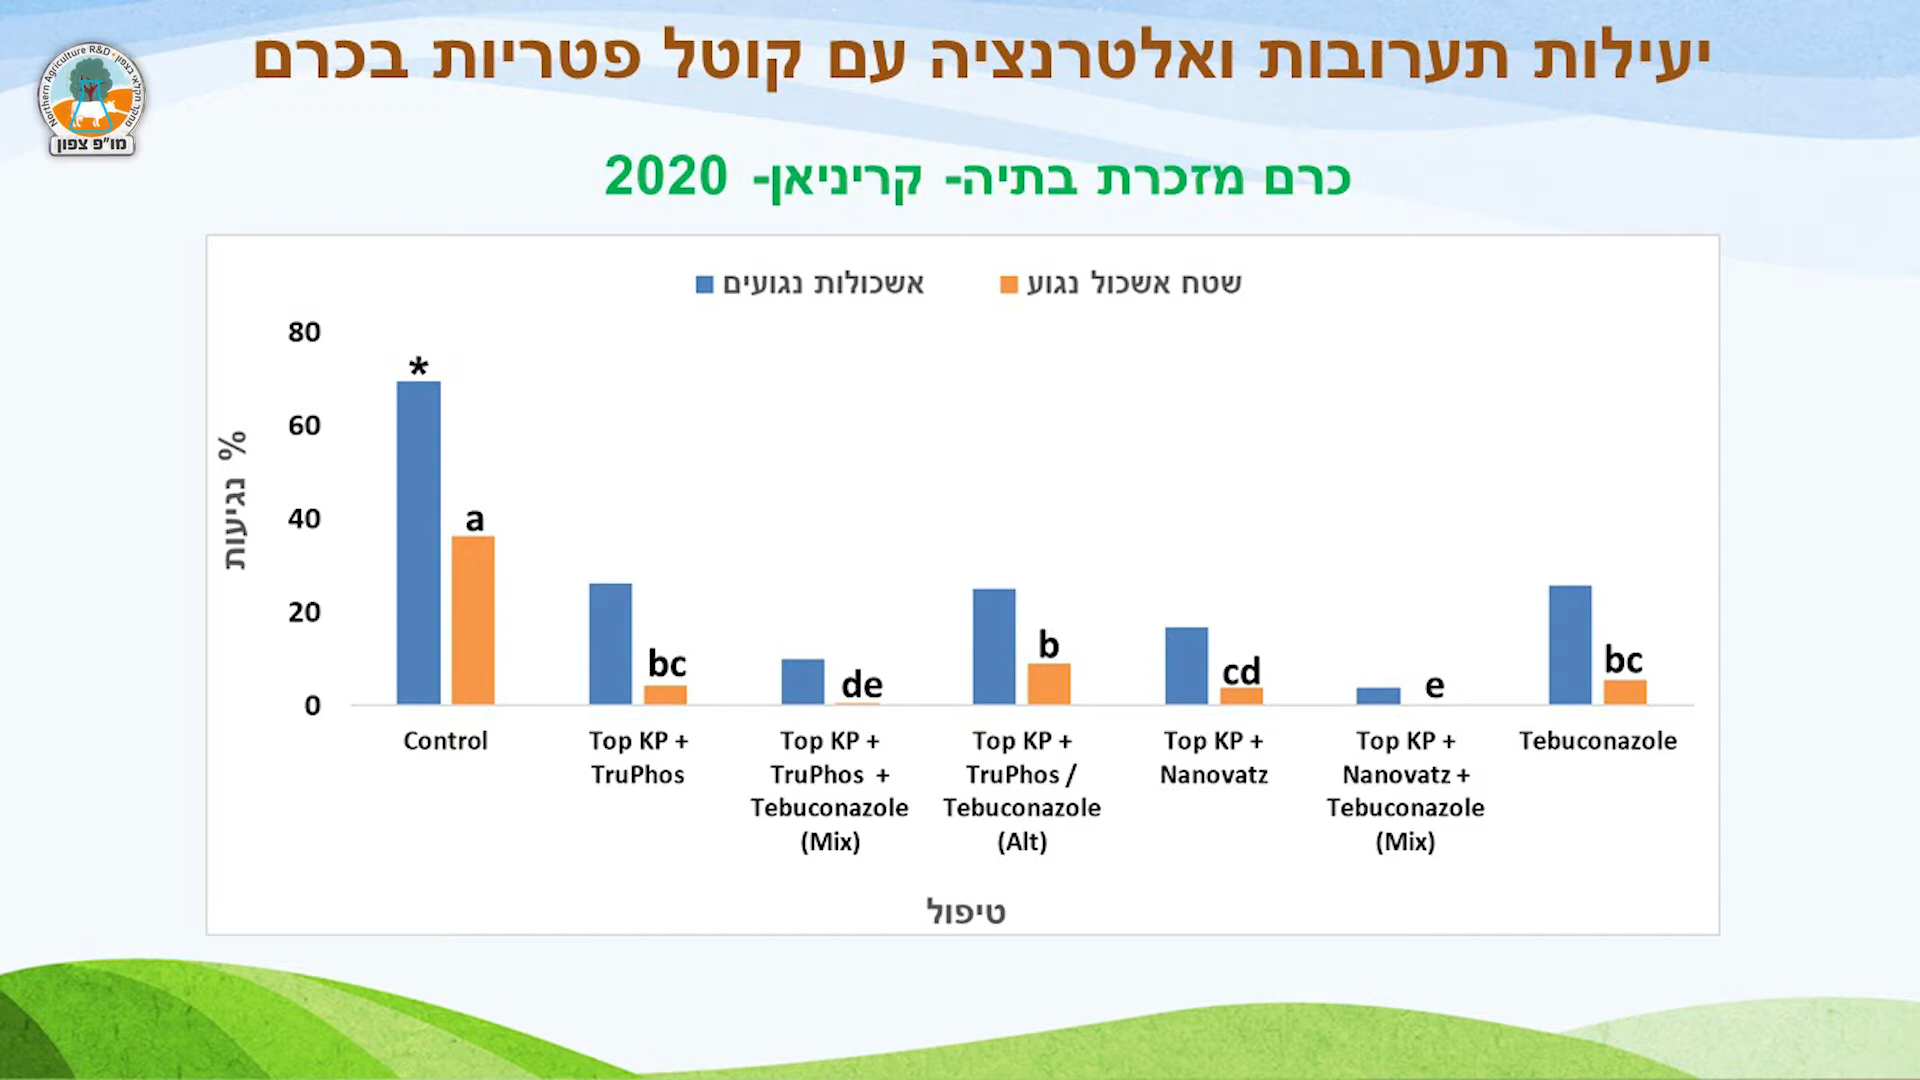 יעילות תערובות ואלטרנציה עם קוטל פטריות בכרם
Northern Agriculture R&D
מו"פ צפון
כרם מזכרת בתיה- קריניאן- 2020
אשכולות נגועים
שטח אשכול נגוע
% נגיעות
80
60
40
20
0
*
a
bc
de
b
cd
e
bc
Control
Top KP +
TruPhos
Top KP +
TruPhos +
Tebuconazole
(Mix)
Top KP +
TruPhos /
Tebuconazole
(Alt)
Top KP +
Nanovatz
Top KP +
Nanovatz +
Tebuconazole
(Mix)
Tebuconazole
טיפול